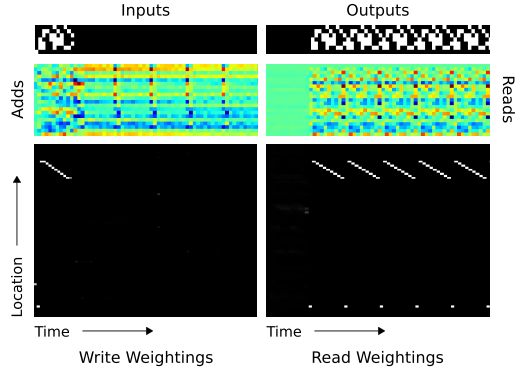 Inputs
Outputs
Adds
Reads
Location
Time
Time
Write Weightings
Read Weightings